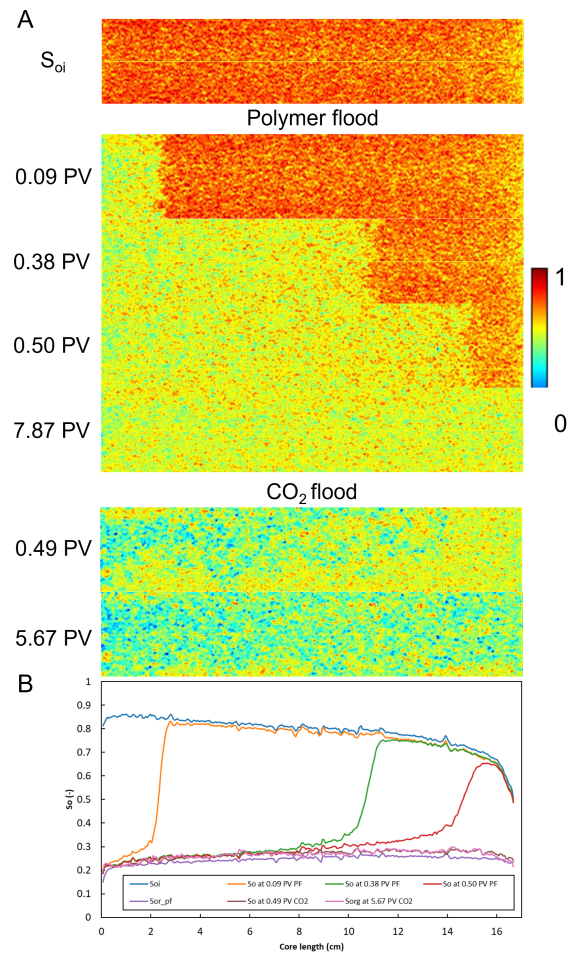 A
Soi
Polymer flood
0.09 PV
0.38 PV
0.50 PV
7.87 PV
1
0
CO2 flood
0.49 PV
5.67 PV
B
1
0.9
0.8
0.7
0.6
0.5
0.4
0.3
0.2
0.1
0
So (-)
0 2 4 6 8 10 12 14 16
Core length (cm)
Soi So at 0.09 PV PF So at 0.38 PV PF So at 0.50 PV PF
Sor_pf So at 0.49 PV CO2 Sorg at 5.67 PV CO2